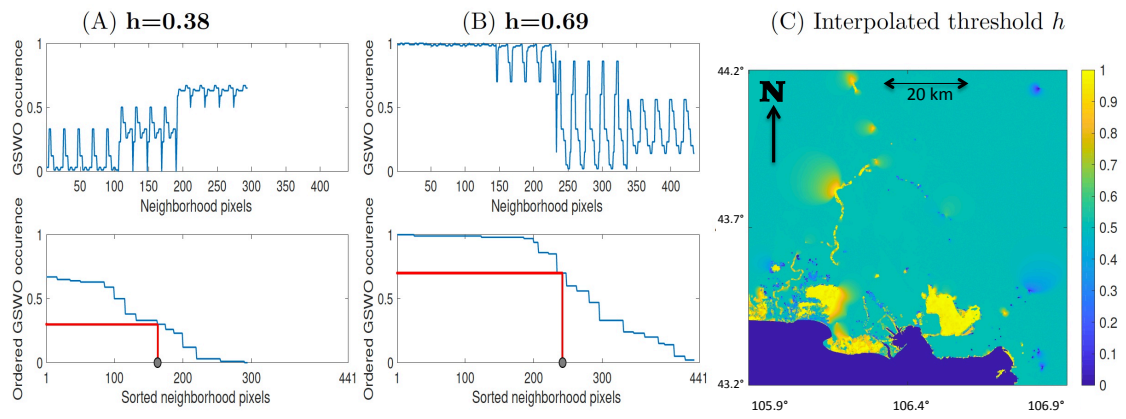 (A) h=0.38
(B) h=0.69
(C) Interpolated threshold h
GSWO occurence
1
0.5
0
50 100 150 200 250 300 350 400
Neighborhood pixels
GSWO occurence
1
0.5
0
50 100 150 200 250 300 350 400
Neighborhood pixels
Ordered GSWO occurence
1
0.5
0
1 100 200 300 441
Sorted neighborhood pixels
Ordered GSWO occurence
1
0.5
0
1 100 200 300 441
Sorted neighborhood pixels
44.2°
43.7°
43.2°
105.9° 106.4° 106.9°
N
20 km
1
0.9
0.8
0.7
0.6
0.5
0.4
0.3
0.2
0.1
0